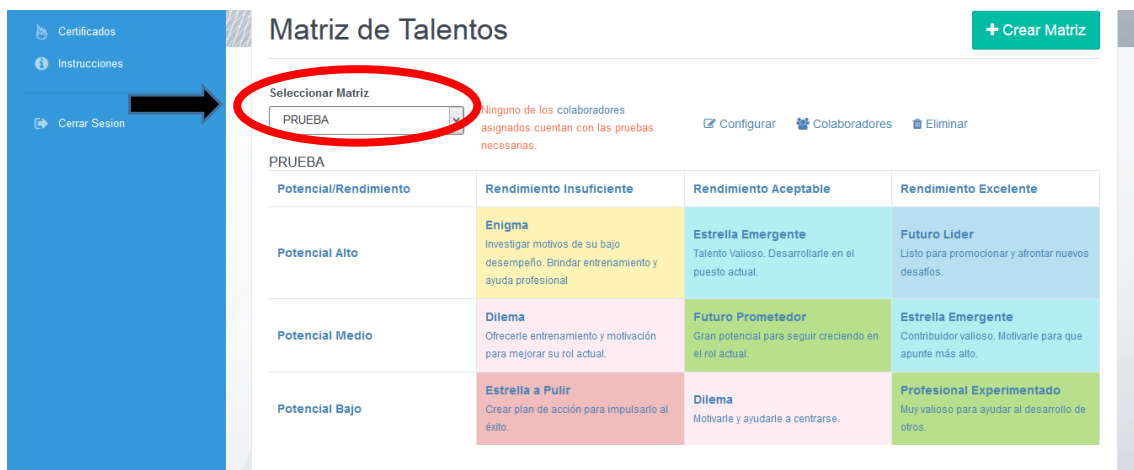 Certificados
Instrucciones
Cerrar Sesion
Matriz de Talentos
+ Crear Matriz
Seleccionar Matriz
PRUEBA
Ninguno de los colaboradores
asignados cuentan con las pruebas
necesarias.
Configurar
Colaboradores
Eliminar
PRUEBA
Potencial/Rendimiento
Rendimiento Insuficiente
Rendimiento Aceptable
Rendimiento Excelente
Potencial Alto
Enigma
Investigar motivos de su bajo
desempeño. Brindar entrenamiento y
ayuda profesional
Estrella Emergente
Talento Valioso. Desarrollarle en el
puesto actual.
Futuro Lider
Listo para promocionar y afrontar nuevos
desafíos.
Potencial Medio
Dilema
Ofrecerle entrenamiento y motivación
para mejorar su rol actual.
Futuro Prometedor
Gran potencial para seguir creciendo en
el rol actual.
Estrella Emergente
Contribuidor valioso. Motivarle para que
apunte más alto.
Potencial Bajo
Estrella a Pulir
Crear plan de acción para impulsarlo al
éxito.
Dilema
Motivarle y ayudarle a centrarse.
Profesional Experimentado
Muy valioso para ayudar al desarrollo de
otros.